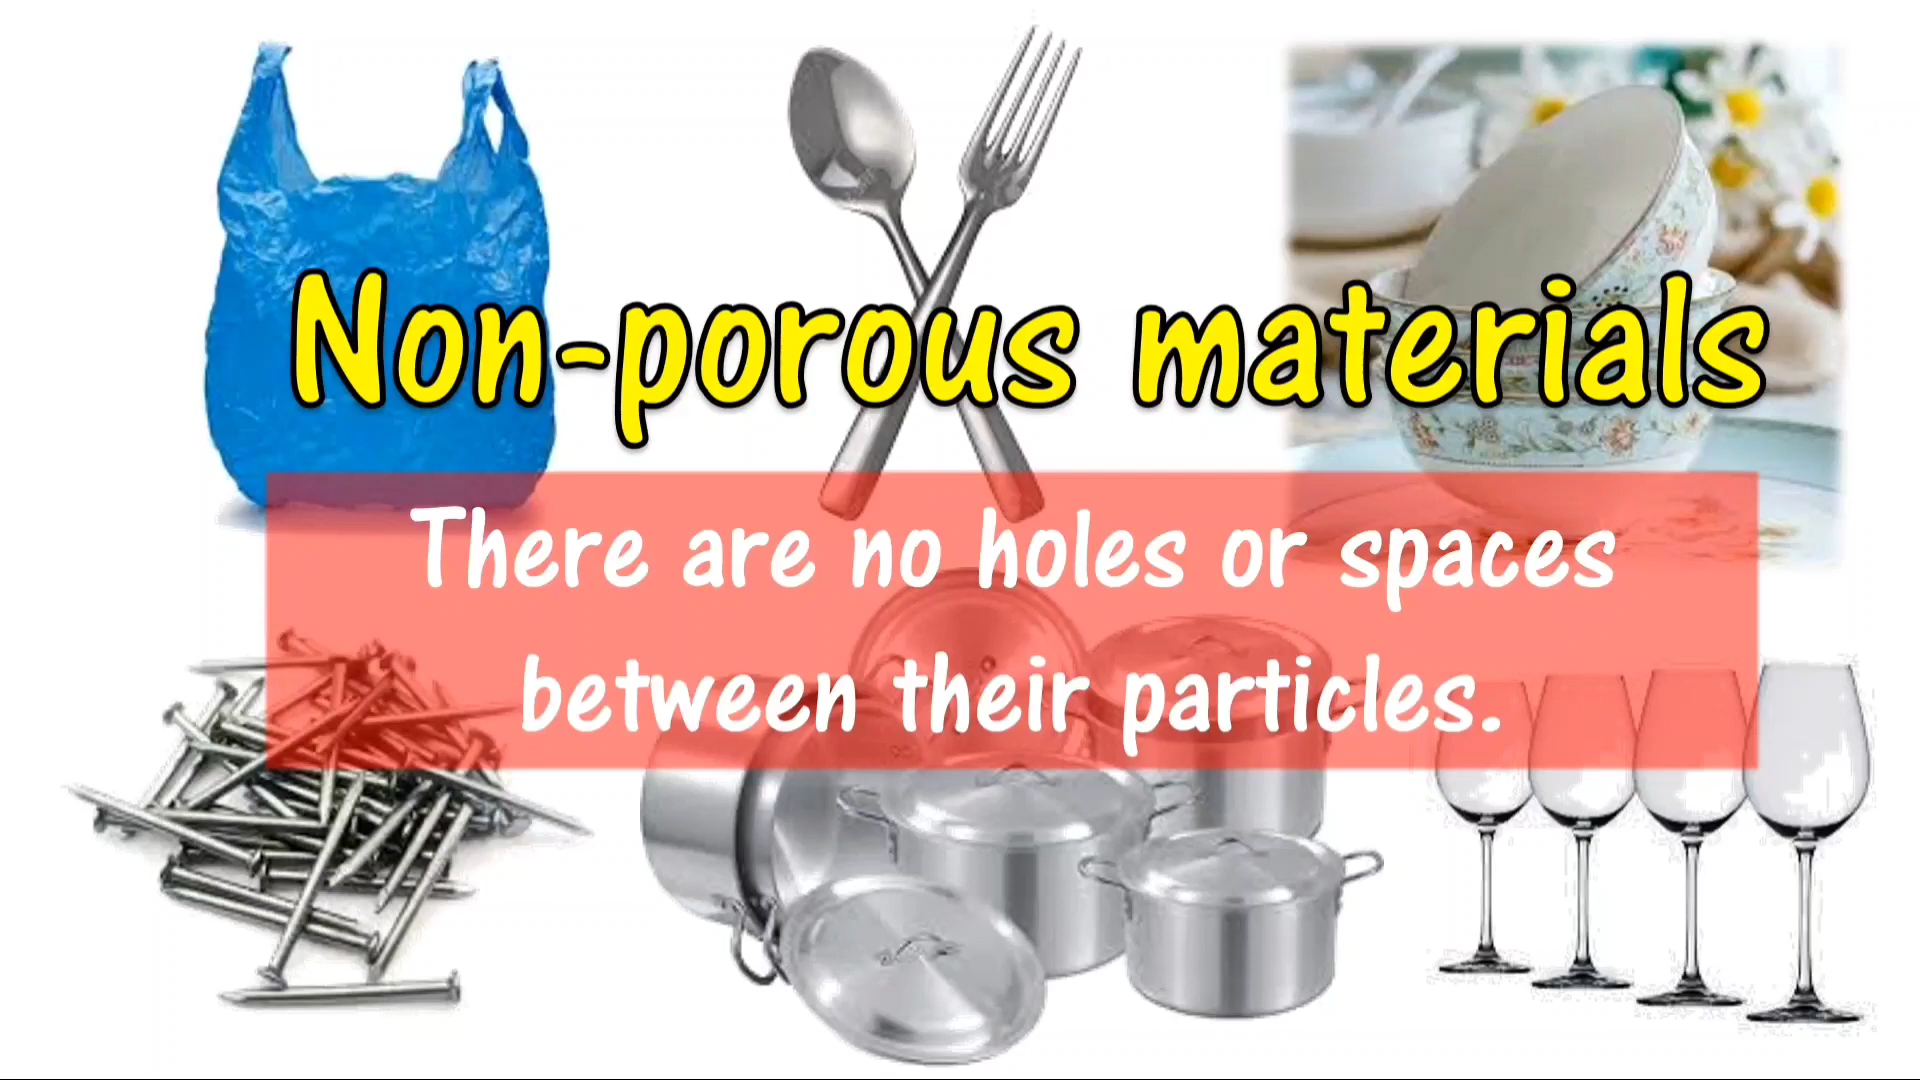 Non-porous materials
There are no holes or spaces
between their particles.